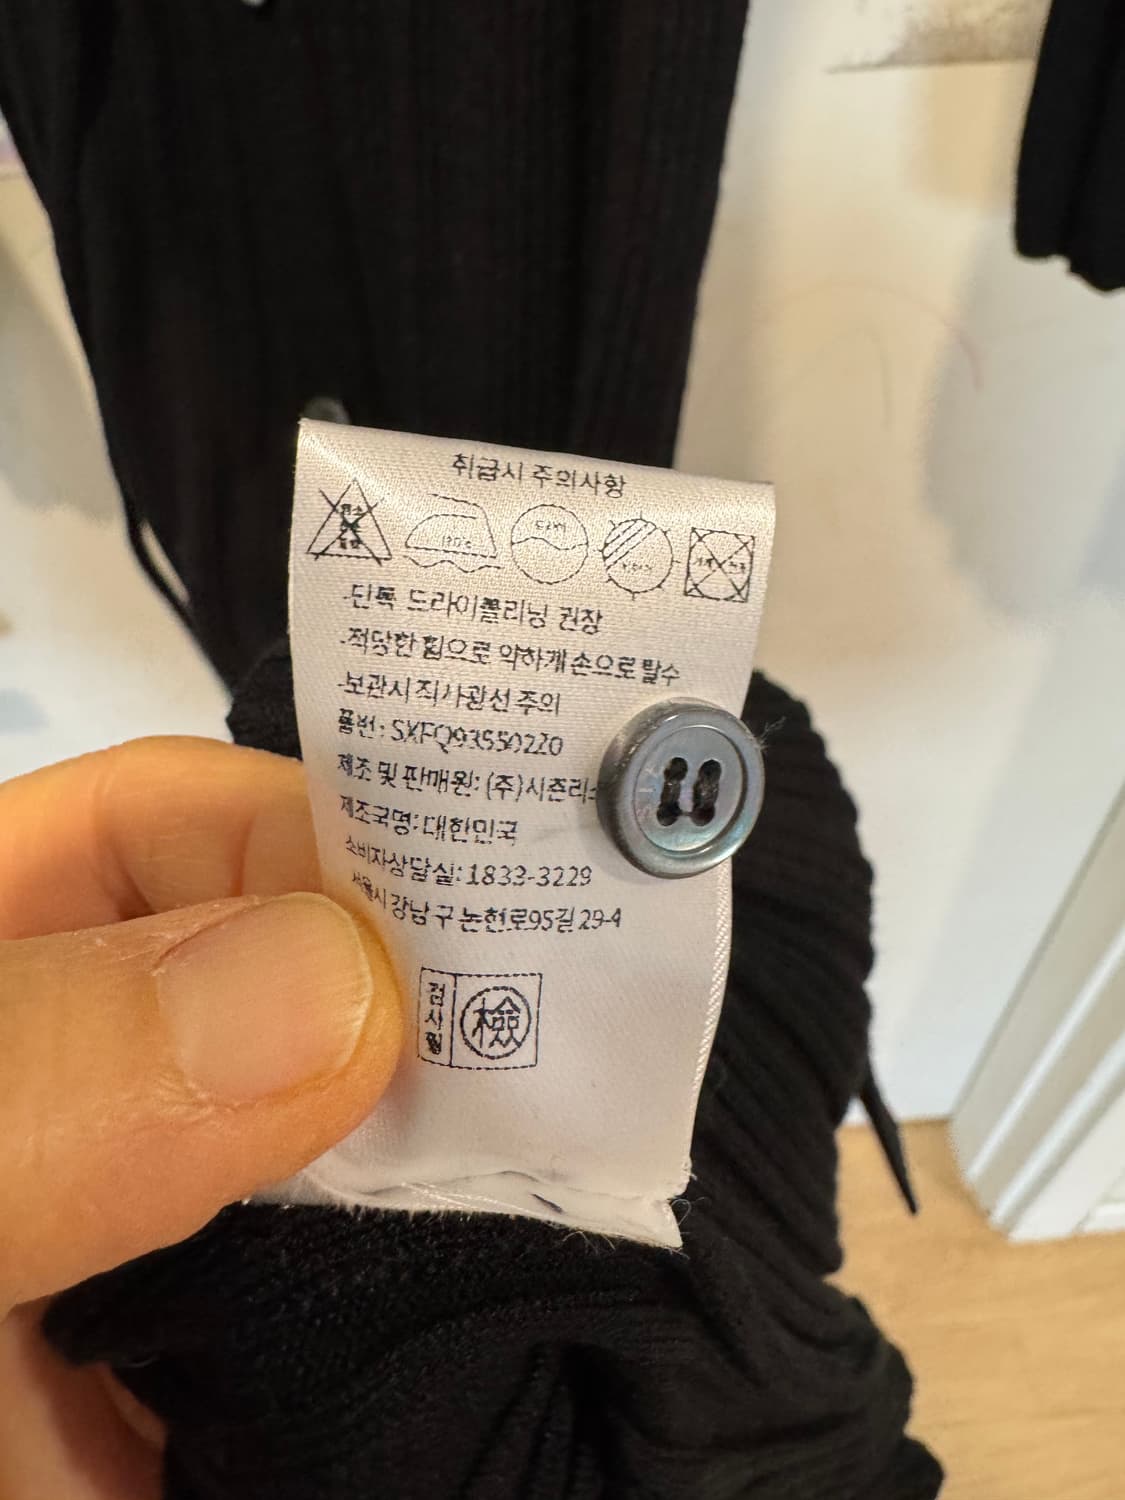 취급시 주의사항
드라이
-단독 드라이클리닝 권장
-적당한 힘으로 약하게 손으로 탈수
-보관시 직사광선 주의
품번: SXFQ93550220
제조 및 판매원: (주)시즌리
제조국명: 대한민국
소비자상담실: 1833-3229
서울시 강남구 논현로95길 29-4
검사필
檢